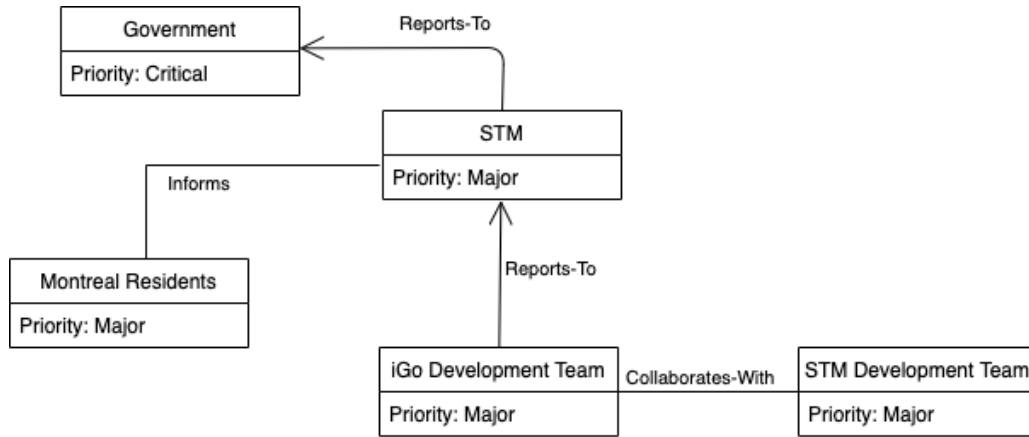 Government
Priority: Critical
Reports-To
STM
Priority: Major
Informs
Montreal Residents
Priority: Major
Reports-To
iGo Development Team
Priority: Major
Collaborates-With
STM Development Team
Priority: Major